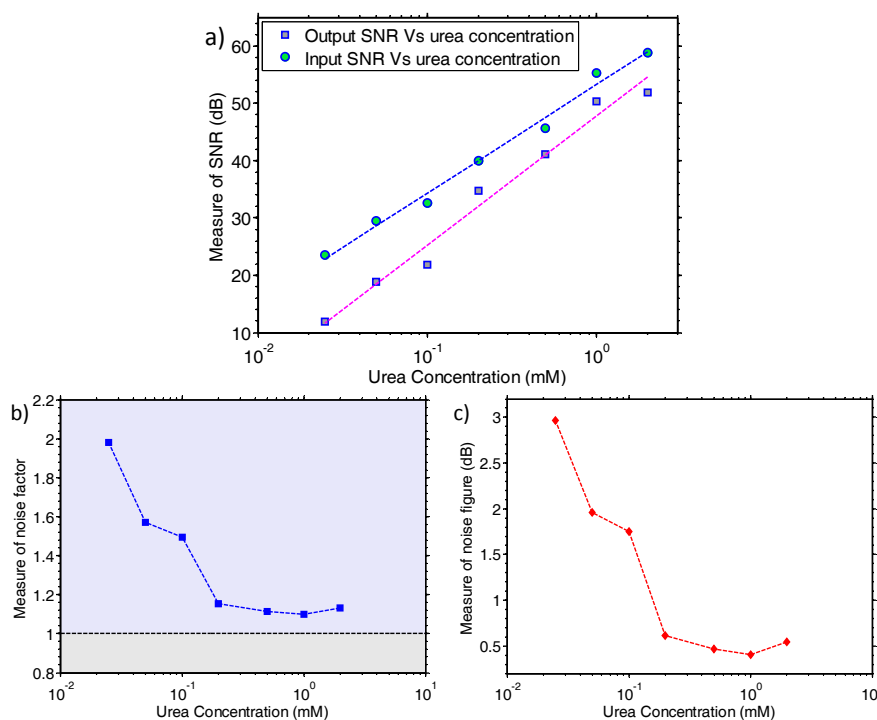 a)
Output SNR Vs urea concentration
Input SNR Vs urea concentration
Measure of SNR (dB)
60
50
40
30
20
10
10^-2
10^-1
10^0
Urea Concentration (mM)
b)
Measure of noise factor
2.2
2
1.8
1.6
1.4
1.2
1
0.8
10^-2
10^-1
10^0
10^1
Urea Concentration (mM)
c)
Measure of noise figure (dB)
3
2.5
2
1.5
1
0.5
10^-2
10^-1
10^0
10^1
Urea Concentration (mM)